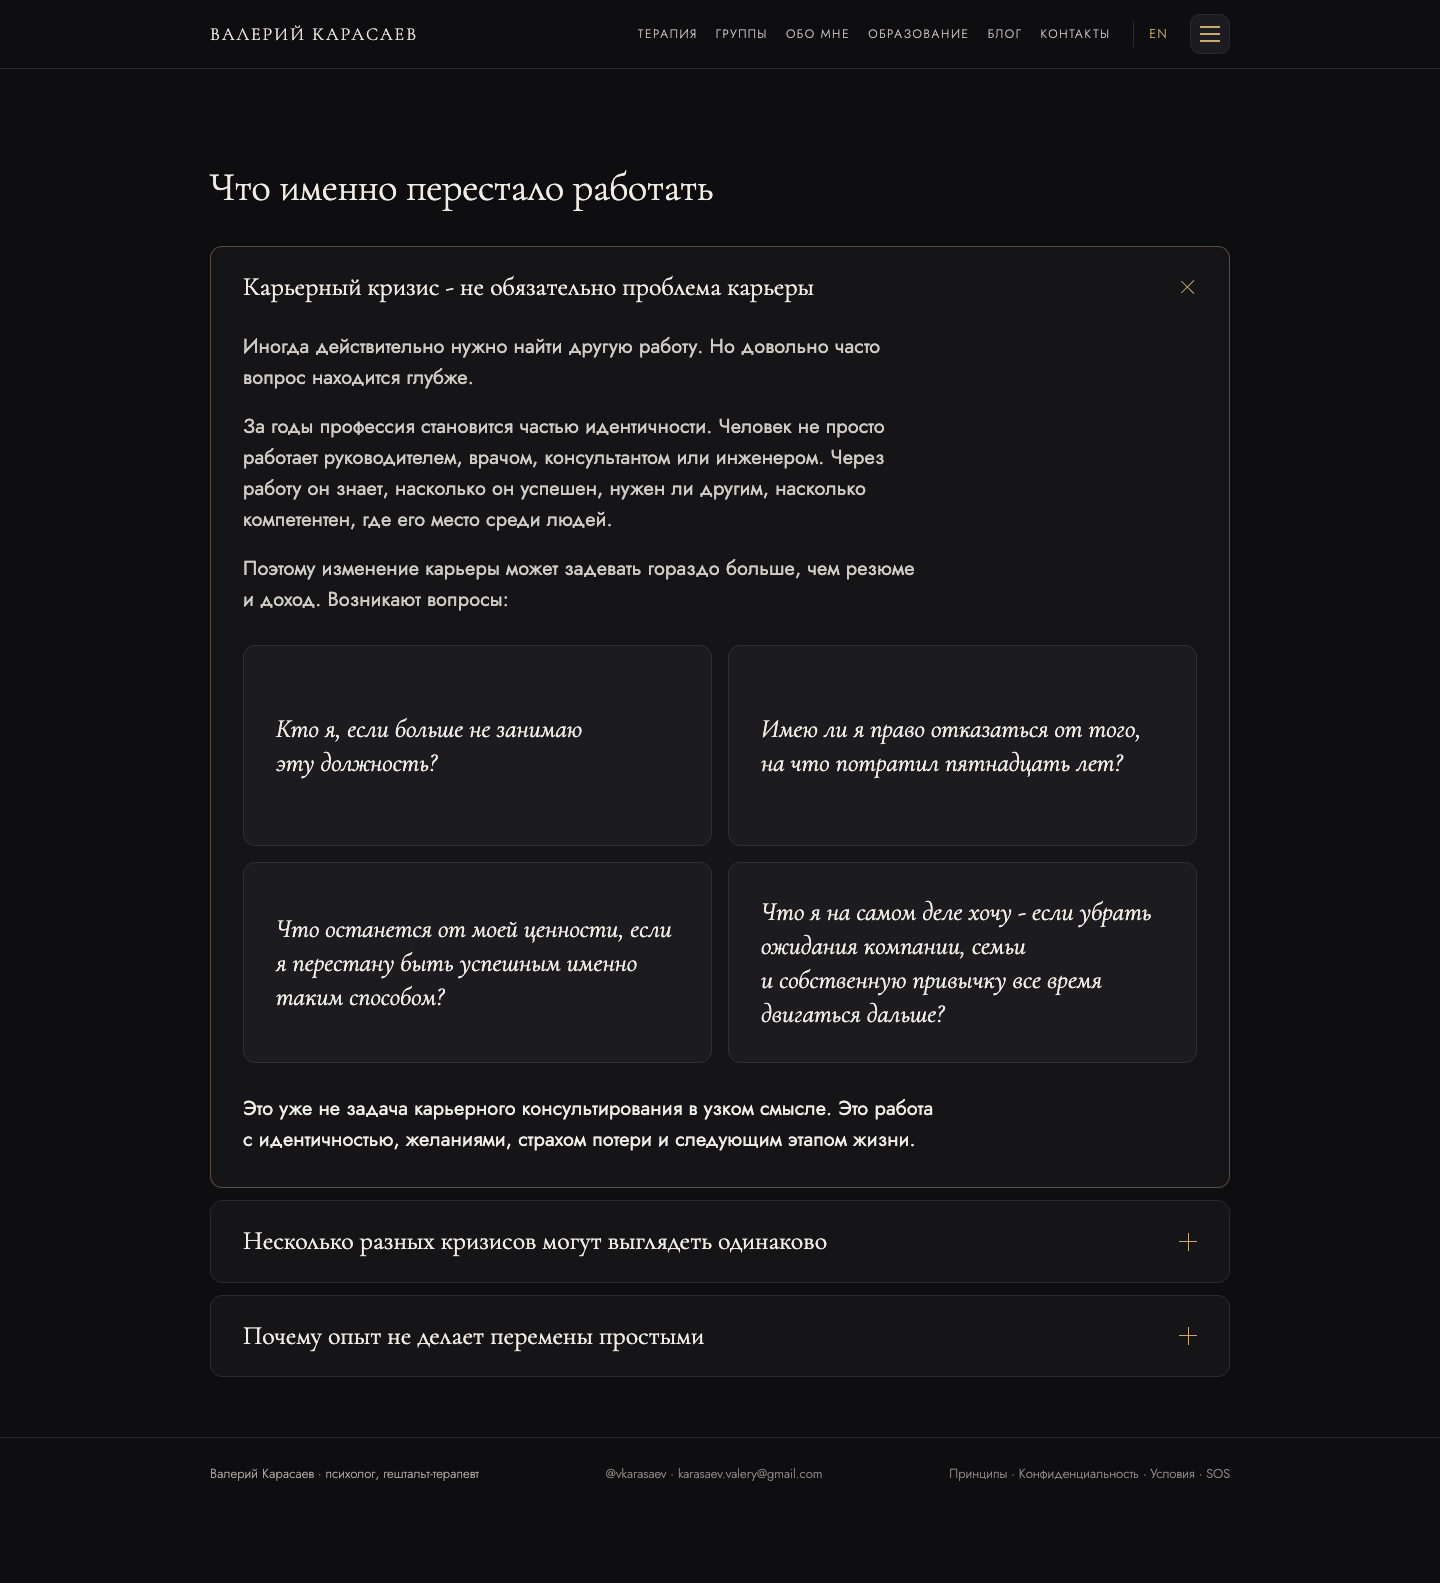 ВАЛЕРИЙ КАРАСАЕВ
ТЕРАПИЯ ГРУППЫ ОБО МНЕ ОБРАЗОВАНИЕ БЛОГ КОНТАКТЫ EN
Что именно перестало работать
Карьерный кризис - не обязательно проблема карьеры
Иногда действительно нужно найти другую работу. Но довольно часто
вопрос находится глубже.
За годы профессия становится частью идентичности. Человек не просто
работает руководителем, врачом, консультантом или инженером. Через
работу он знает, насколько он успешен, нужен ли другим, насколько
компетентен, где его место среди людей.
Поэтому изменение карьеры может задевать гораздо больше, чем резюме
и доход. Возникают вопросы:
Кто я, если больше не занимаю
эту должность?
Имею ли я право отказаться от того,
на что потратил пятнадцать лет?
Что останется от моей ценности, если
я перестану быть успешным именно
таким способом?
Что я на самом деле хочу - если убрать
ожидания компании, семьи
и собственную привычку все время
двигаться дальше?
Это уже не задача карьерного консультирования в узком смысле. Это работа
с идентичностью, желаниями, страхом потери и следующим этапом жизни.
Несколько разных кризисов могут выглядеть одинаково
Почему опыт не делает перемены простыми
Валерий Карасаев · психолог, гештальт-терапевт
@vkarasaev · karasaev.valery@gmail.com
Принципы · Конфиденциальность · Условия · SOS